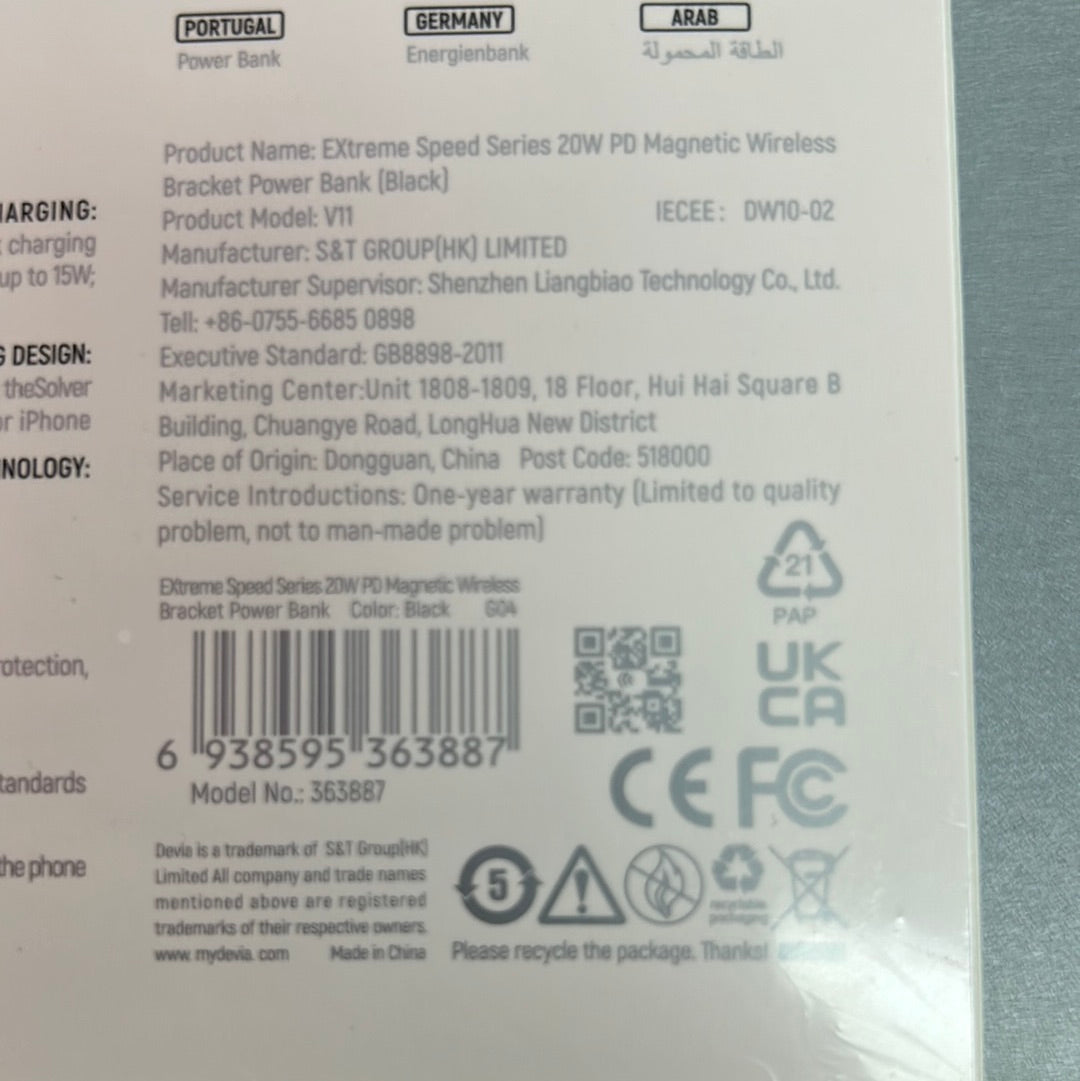 PORTUGAL
Power Bank
GERMANY
Energienbank
ARAB
الطاقة المحمولة
HARGING:
charging
up to 15W;
G DESIGN:
theSolver
or iPhone
NOLOGY:
otection,
tandards
the phone
Product Name: EXtreme Speed Series 20W PD Magnetic Wireless
Bracket Power Bank (Black)
Product Model: V11 IECEE: DW10-02
Manufacturer: S&T GROUP(HK) LIMITED
Manufacturer Supervisor: Shenzhen Liangbiao Technology Co., Ltd.
Tell: +86-0755-6685 0898
Executive Standard: GB8898-2011
Marketing Center:Unit 1808-1809, 18 Floor, Hui Hai Square B
Building, Chuangye Road, LongHua New District
Place of Origin: Dongguan, China Post Code: 518000
Service Introductions: One-year warranty (Limited to quality
problem, not to man-made problem)
21
PAP
EXtreme Speed Series 20W PD Magnetic Wireless
Bracket Power Bank Color: Black G04
6 938595 363887
Model No.: 363887
UK
CA
CE FC
Devia is a trademark of S&T Group(HK)
Limited All company and trade names
mentioned above are registered
trademarks of their respective owners.
www.mydevia.com Made in China
5
recyclable
packaging
Please recycle the package. Thanks!